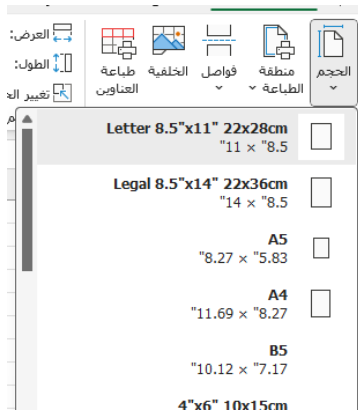 العرض:
الطول:
تغيير الح
الحجم
منطقة الطباعة
فواصل
الخلفية
طباعة العناوين
Letter 8.5"x11" 22x28cm
"11 × "8.5
Legal 8.5"x14" 22x36cm
"14 × "8.5
A5
"8.27 × "5.83
A4
"11.69 × "8.27
B5
"10.12 × "7.17
4"x6" 10x15cm